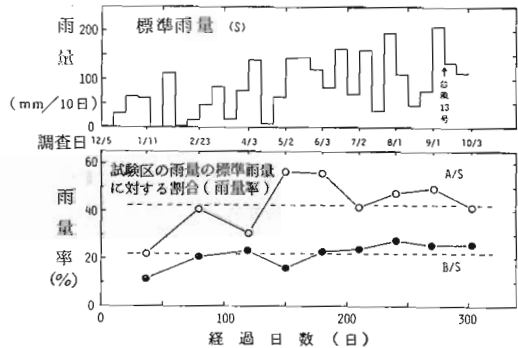 標準雨量 (S)
雨量
(mm/10日)
200
100
0
↑台風13号
調査日 12/5 1/11 2/23 4/3 5/2 6/3 7/2 8/1 9/1 10/3
試験区の雨量の標準雨量
に対する割合(雨量率)
雨量率
(%)
60
40
20
0
A/S
B/S
0 100 200 300
経過日数(日)